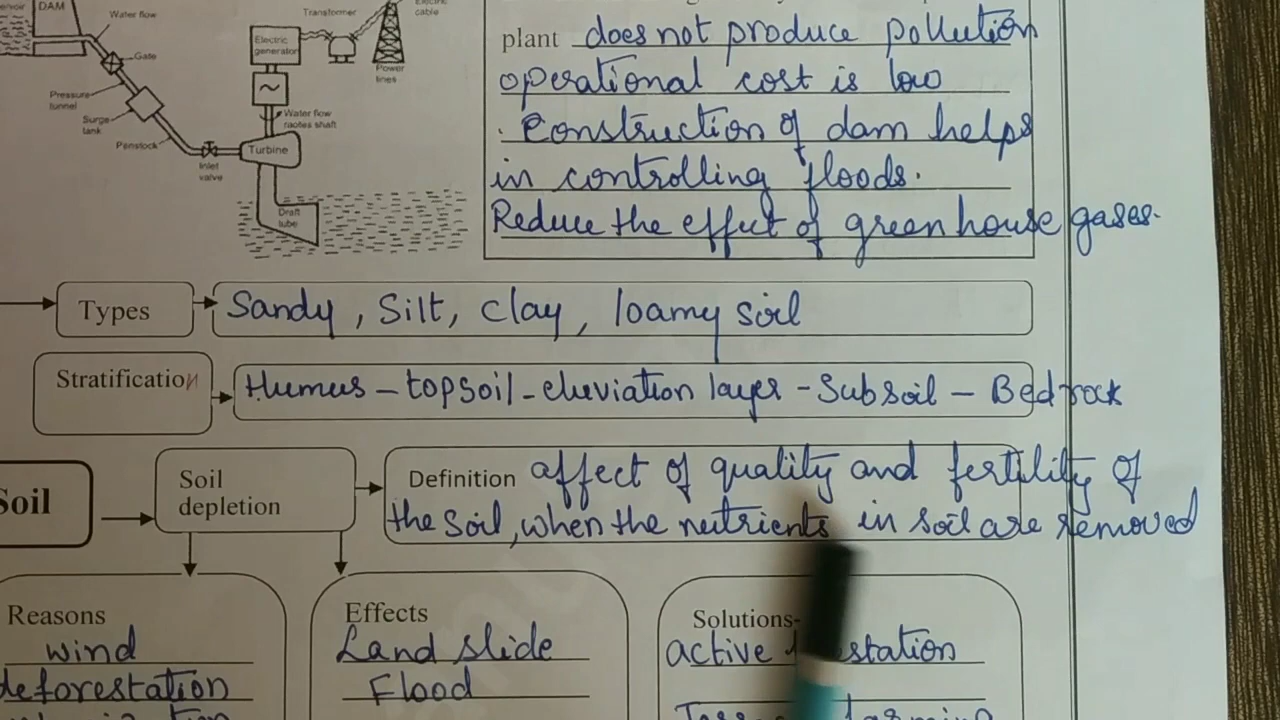 DAM
Water flow
Gate
Pressure
tunnel
Surge
tank
Penstock
Inlet
valve
Transformer
Electric
generator
cable
Power
lines
Water flow
raotes shaft
Turbine
Draft
tube
plant does not produce pollution
operational cost is low
. Construction of dam helps
in controlling floods.
Reduce the effect of green house gases.
Types
Sandy, Silt, clay, loamy soil
Stratification
Humus - topsoil - eluviation layer - Subsoil - Bedrock
Soil
Soil
depletion
Definition affect of quality and fertility of
the soil, when the nutrients in soil are removed
Reasons
wind
deforestation
Effects
Land slide
Flood
Solutions-
active